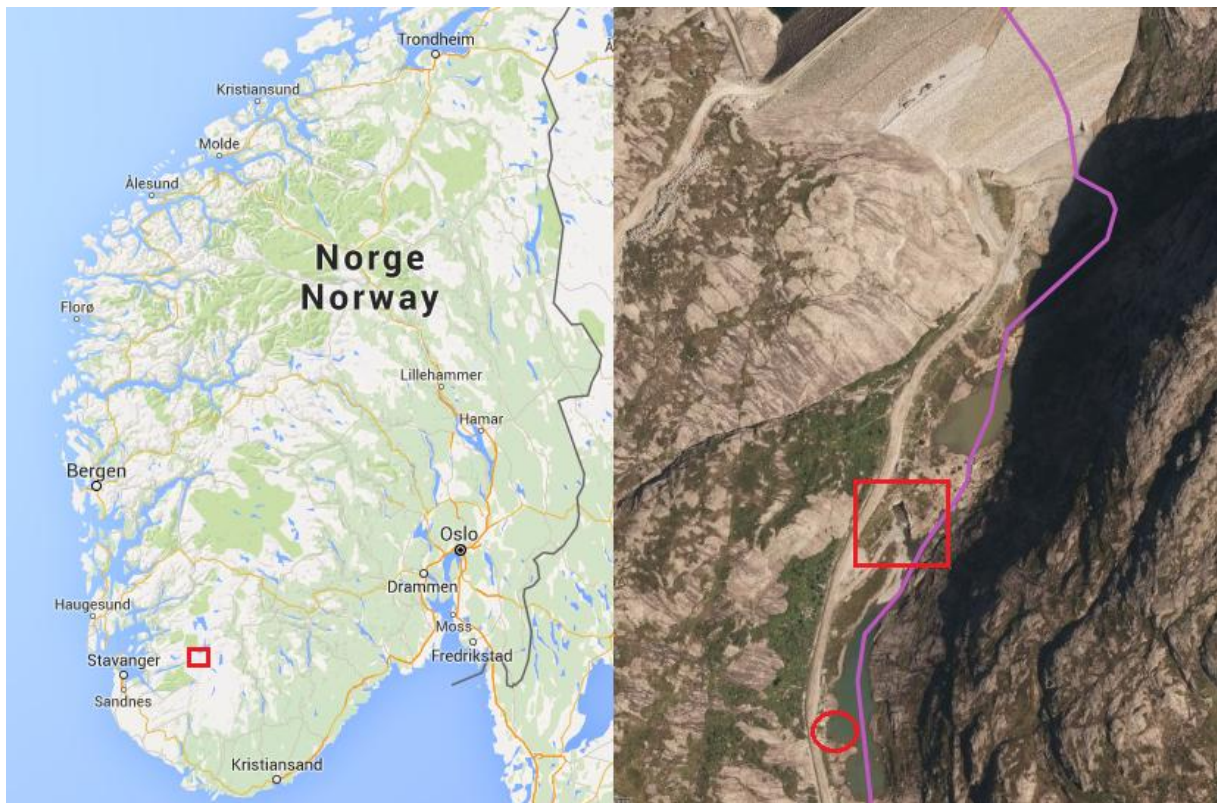 Trondheim
Kristiansund
Molde
Ålesund
Norge
Norway
Florø
Lillehammer
Hamar
Bergen
Oslo
Drammen
Haugesund
Moss
Fredrikstad
Stavanger
Sandnes
Kristiansand